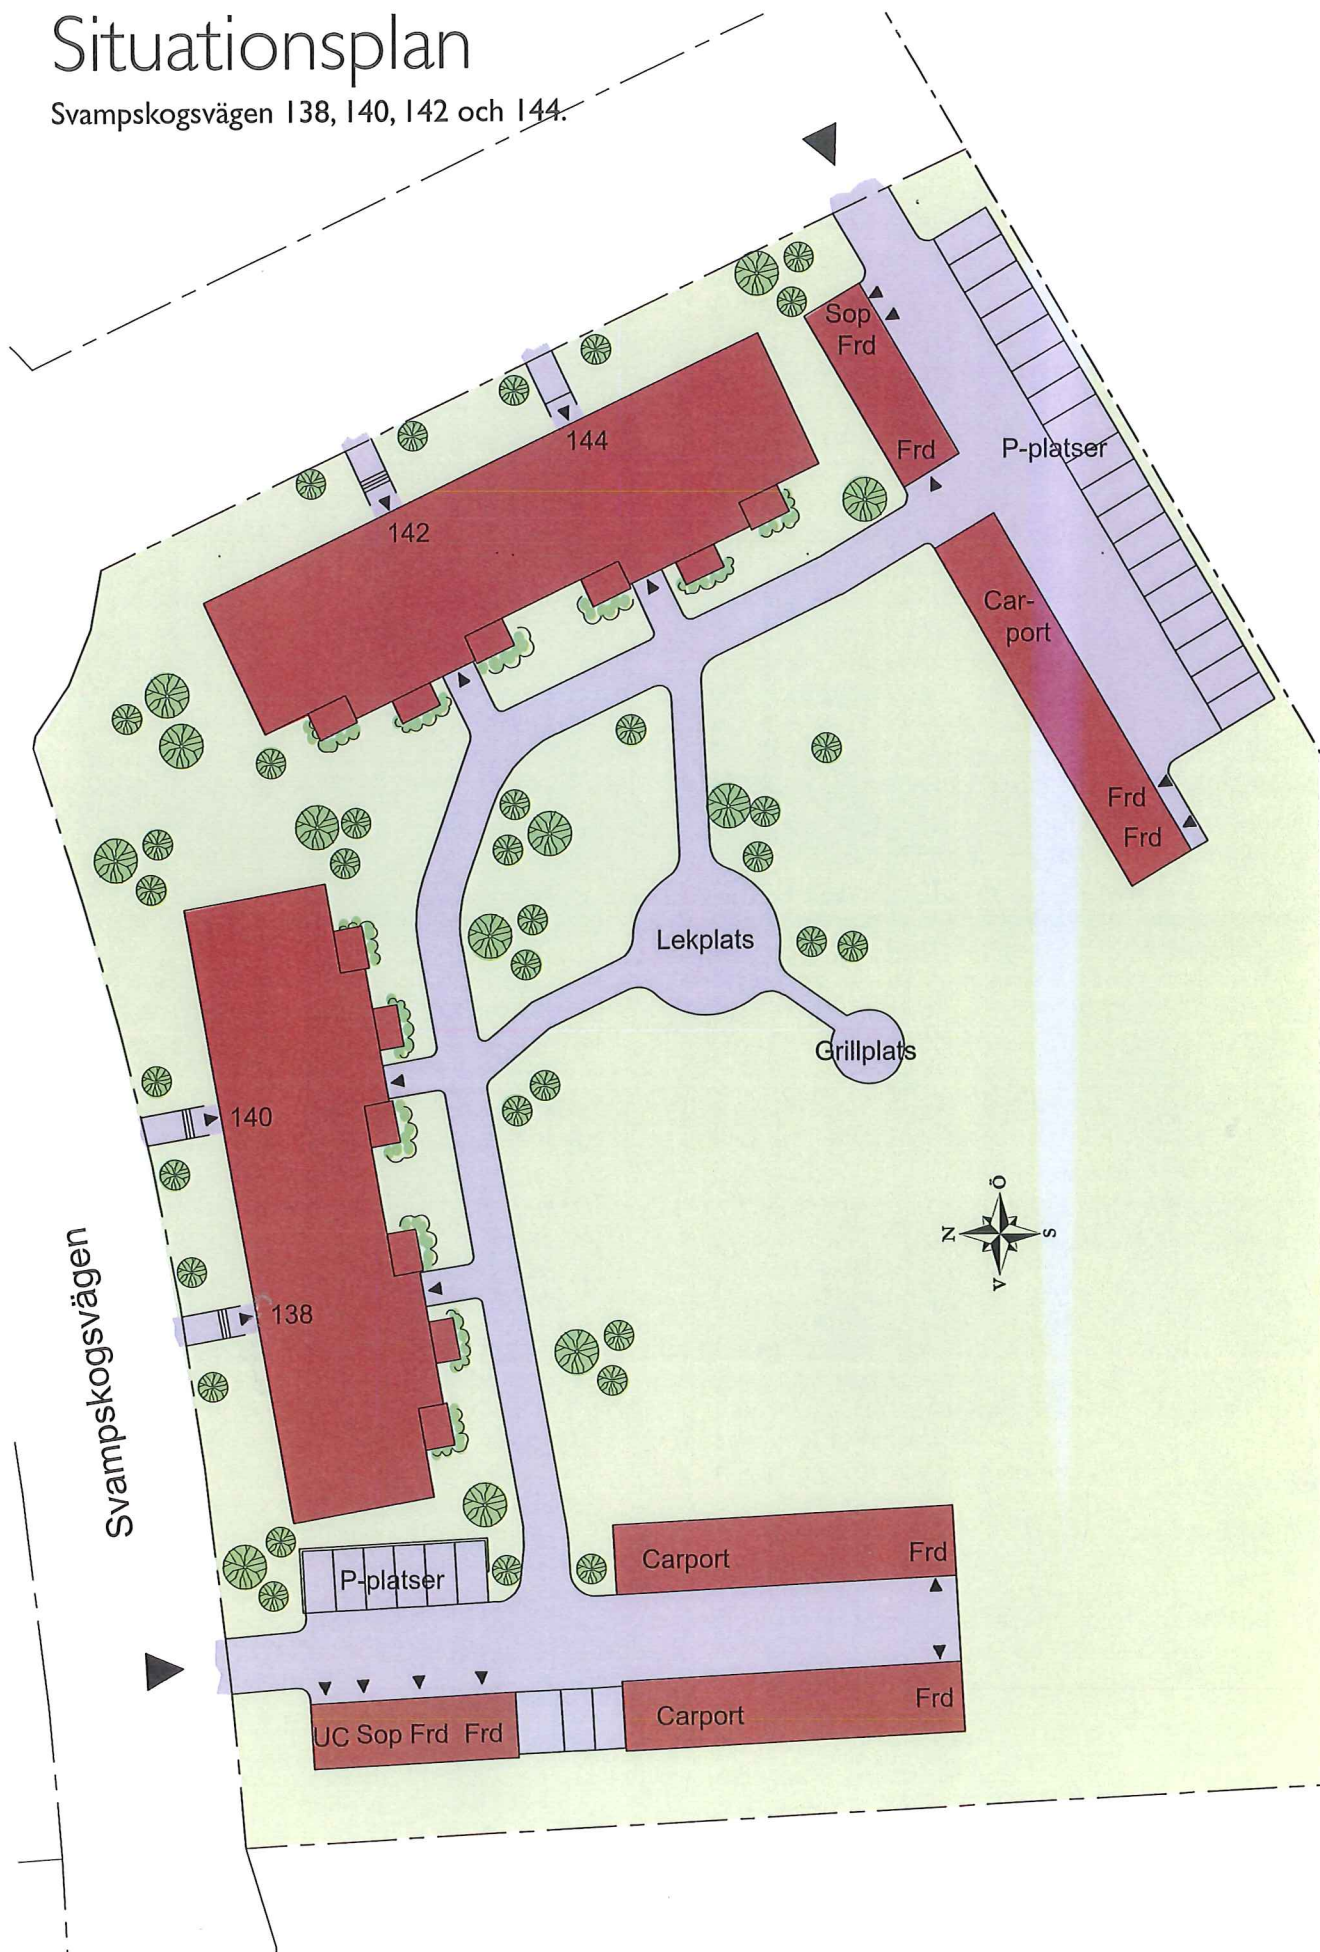 Situationsplan
Svampskogsvägen 138, 140, 142 och 144.
Sop
Frd
144
Frd
P-platser
142
Car-
port
Frd
Frd
Lekplats
Grillplats
140
Ö
N
S
V
138
Svampskogsvägen
Carport
Frd
P-platser
Carport
Frd
UC Sop Frd Frd